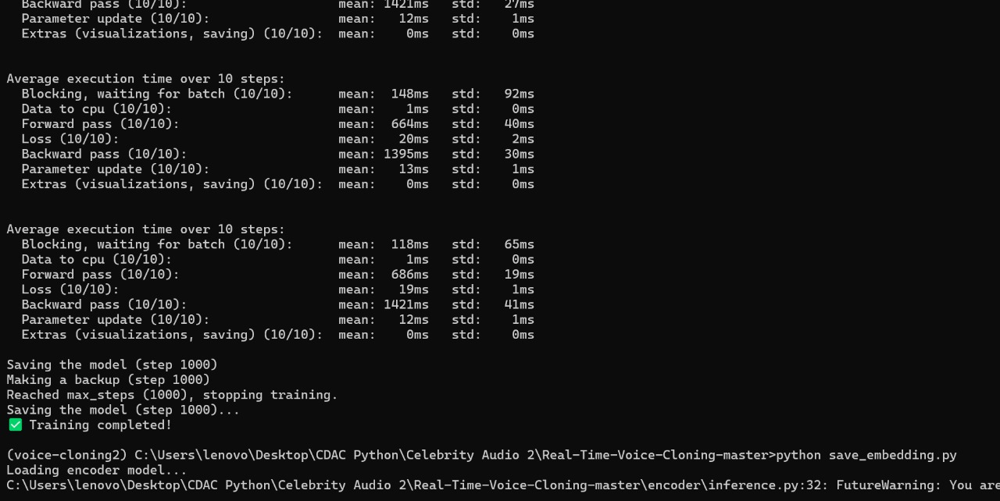 Backward pass (10/10): mean: 1421ms std: 27ms
Parameter update (10/10): mean: 12ms std: 1ms
Extras (visualizations, saving) (10/10): mean: 0ms std: 0ms
Average execution time over 10 steps:
Blocking, waiting for batch (10/10): mean: 148ms std: 92ms
Data to cpu (10/10): mean: 1ms std: 0ms
Forward pass (10/10): mean: 664ms std: 40ms
Loss (10/10): mean: 20ms std: 2ms
Backward pass (10/10): mean: 1395ms std: 30ms
Parameter update (10/10): mean: 13ms std: 1ms
Extras (visualizations, saving) (10/10): mean: 0ms std: 0ms
Average execution time over 10 steps:
Blocking, waiting for batch (10/10): mean: 118ms std: 65ms
Data to cpu (10/10): mean: 1ms std: 0ms
Forward pass (10/10): mean: 686ms std: 19ms
Loss (10/10): mean: 19ms std: 1ms
Backward pass (10/10): mean: 1421ms std: 41ms
Parameter update (10/10): mean: 12ms std: 1ms
Extras (visualizations, saving) (10/10): mean: 0ms std: 0ms
Saving the model (step 1000)
Making a backup (step 1000)
Reached max_steps (1000), stopping training.
Saving the model (step 1000)...
✅ Training completed!
(voice-cloning2) C:\Users\lenovo\Desktop\CDAC Python\Celebrity Audio 2\Real-Time-Voice-Cloning-master>python save_embedding.py
Loading encoder model...
C:\Users\lenovo\Desktop\CDAC Python\Celebrity Audio 2\Real-Time-Voice-Cloning-master\encoder\inference.py:32: FutureWarning: You are